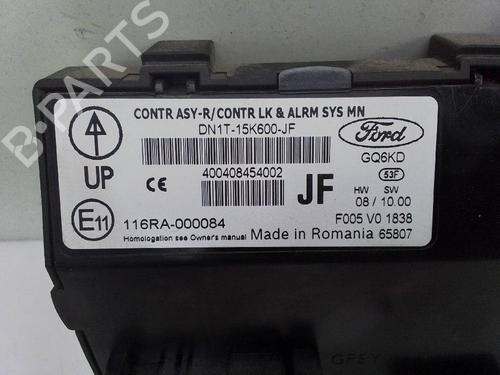 CONTR ASY-R/CONTR LK & ALRM SYS MN
DN1T-15K600-JF
Ford
GQ6KD
UP
CE
400408454002
JF
53F
HW SW
08 / 10.00
E11
116RA-000084
F005 V0 1838
Homologation see Owner's manual
Made in Romania 65807
GREY
B-PARTS